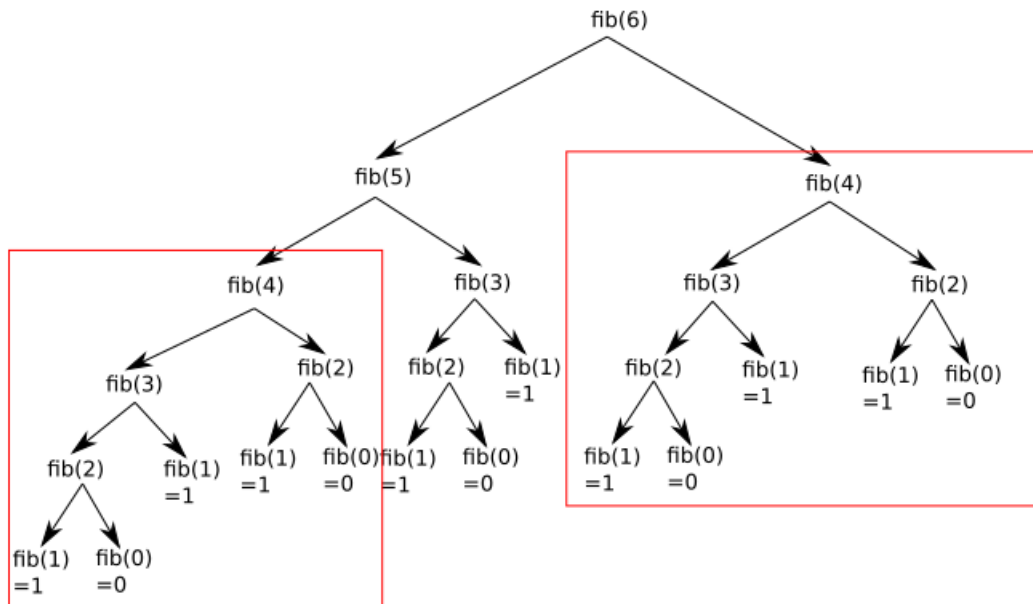 fib(6)
fib(5)
fib(4)
fib(4)
fib(3)
fib(3)
fib(2)
fib(3)
fib(2)
fib(2)
fib(1)
=1
fib(2)
fib(1)
=1
fib(1)
=1
fib(0)
=0
fib(2)
fib(1)
=1
fib(1)
=1
fib(0)
=0
fib(1)
=1
fib(0)
=0
fib(1)
=1
fib(0)
=0
fib(1)
=1
fib(0)
=0